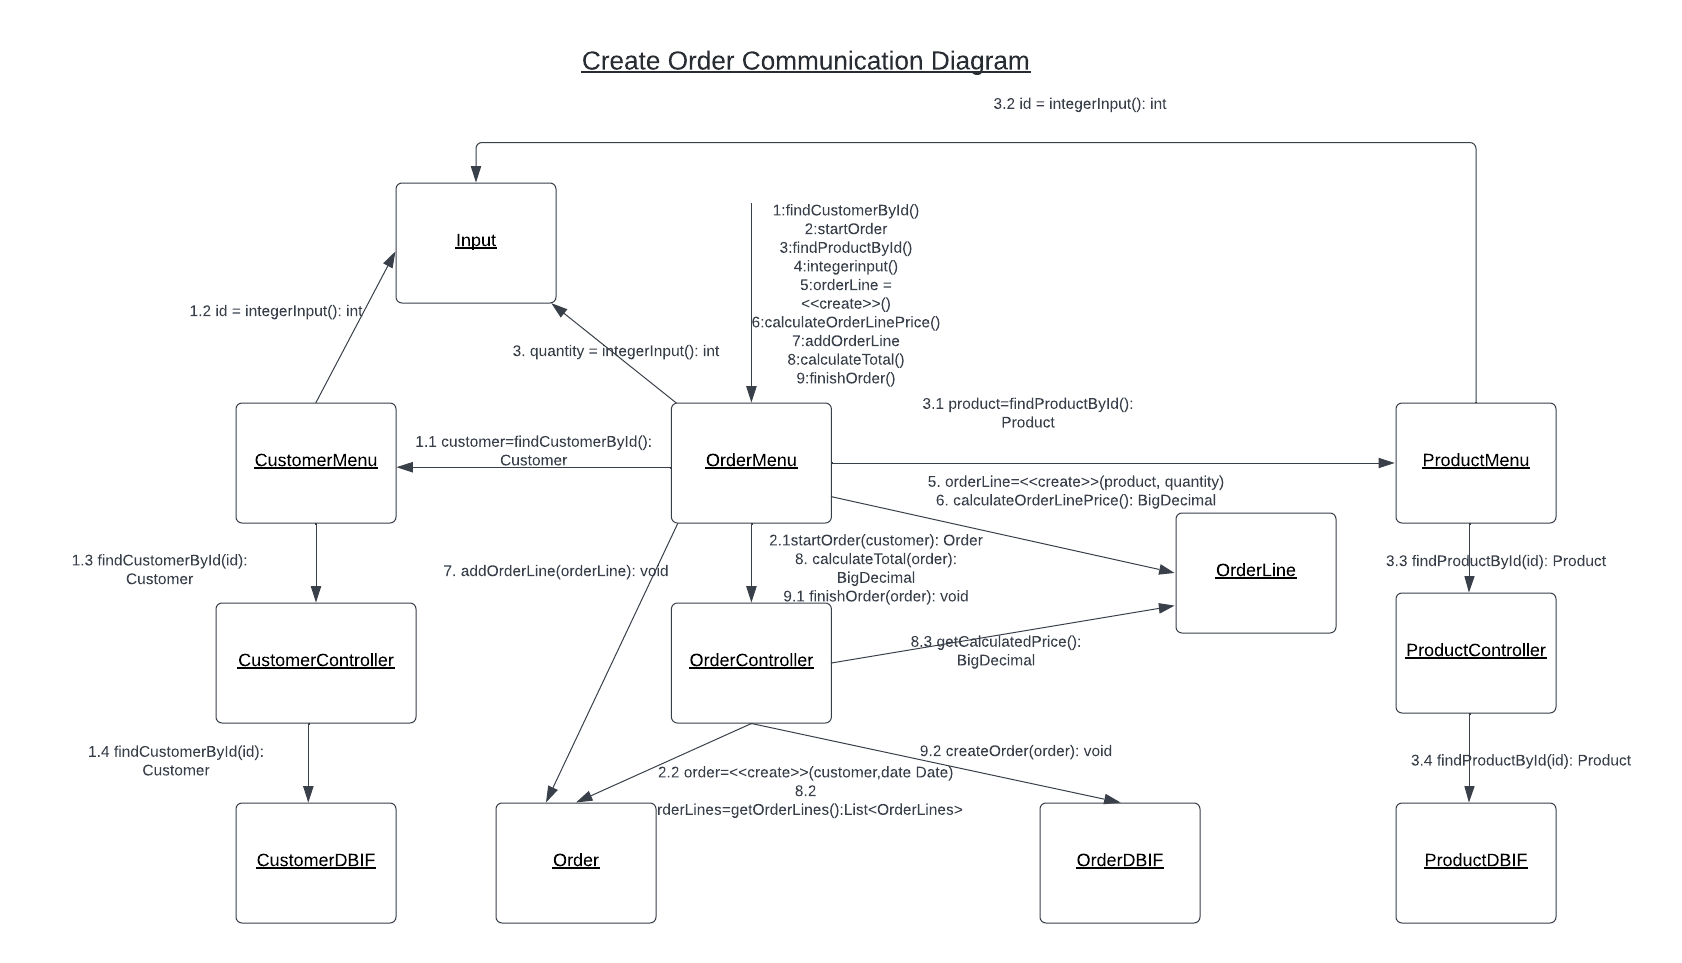 Create Order Communication Diagram
3.2 id = integerInput(): int
Input
1:findCustomerById()
2:startOrder
3:findProductById()
4:integerinput()
5:orderLine =
<<create>>()
6:calculateOrderLinePrice()
7:addOrderLine
8:calculateTotal()
9:finishOrder()
1.2 id = integerInput(): int
3. quantity = integerInput(): int
3.1 product=findProductById():
Product
CustomerMenu
1.1 customer=findCustomerById():
Customer
OrderMenu
ProductMenu
5. orderLine=<<create>>(product, quantity)
6. calculateOrderLinePrice(): BigDecimal
1.3 findCustomerById(id):
Customer
7. addOrderLine(orderLine): void
2.1startOrder(customer): Order
8. calculateTotal(order):
BigDecimal
9.1 finishOrder(order): void
OrderLine
3.3 findProductById(id): Product
CustomerController
OrderController
8.3 getCalculatedPrice():
BigDecimal
ProductController
1.4 findCustomerById(id):
Customer
9.2 createOrder(order): void
2.2 order=<<create>>(customer,date Date)
8.2
rderLines=getOrderLines():List<OrderLines>
3.4 findProductById(id): Product
CustomerDBIF
Order
OrderDBIF
ProductDBIF